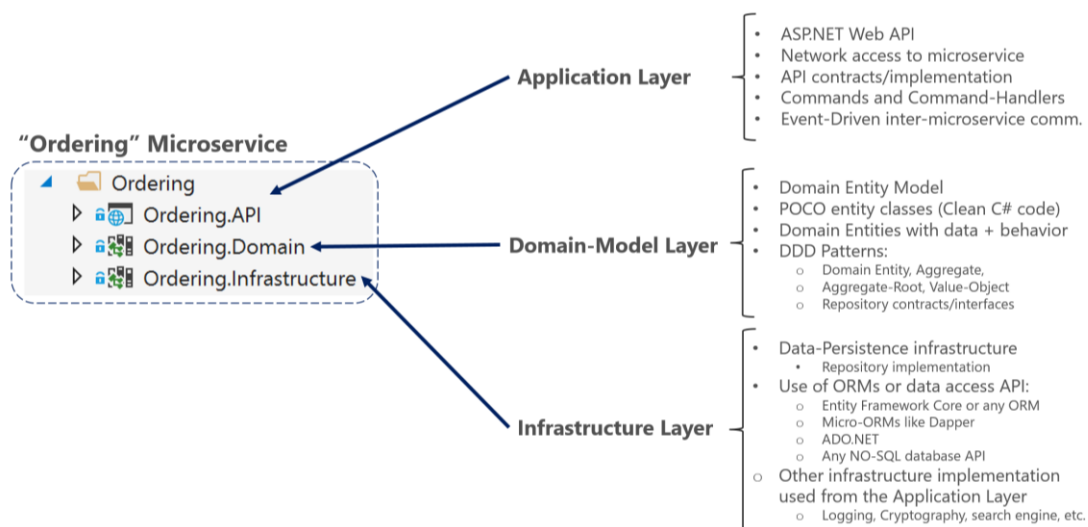 "Ordering" Microservice
Ordering
Ordering.API
Ordering.Domain
Ordering.Infrastructure
Application Layer
• ASP.NET Web API
• Network access to microservice
• API contracts/implementation
• Commands and Command-Handlers
• Event-Driven inter-microservice comm.
Domain-Model Layer
• Domain Entity Model
• POCO entity classes (Clean C# code)
• Domain Entities with data + behavior
• DDD Patterns:
o Domain Entity, Aggregate,
o Aggregate-Root, Value-Object
o Repository contracts/interfaces
Infrastructure Layer
• Data-Persistence infrastructure
• Repository implementation
• Use of ORMs or data access API:
o Entity Framework Core or any ORM
o Micro-ORMs like Dapper
o ADO.NET
o Any NO-SQL database API
o Other infrastructure implementation
used from the Application Layer
o Logging, Cryptography, search engine, etc.